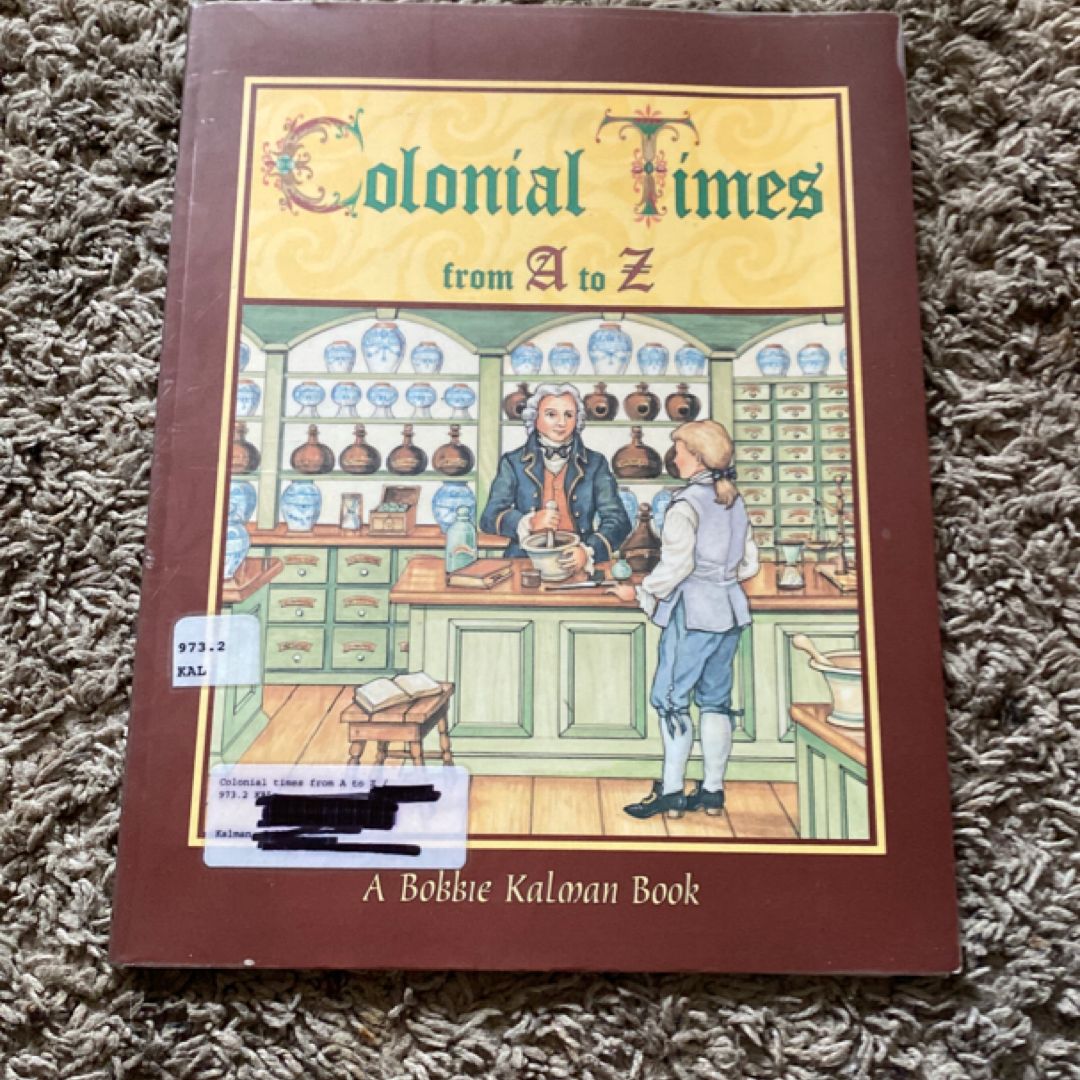 Colonial Times
from A to Z
973.2
KAL
Colonial times from A to Z /
973.2
Kalman
A Bobbie Kalman Book